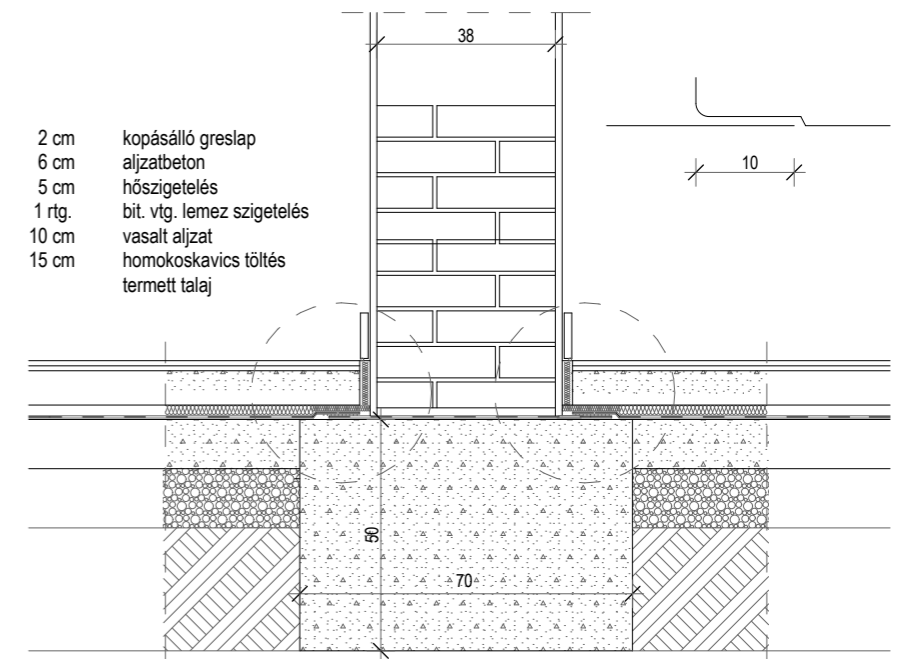 38
2 cm kopásálló greslap
6 cm aljzatbeton
5 cm hőszigetelés
1 rtg. bit. vtg. lemez szigetelés
10 cm vasalt aljzat
15 cm homokoskavics töltés
termett talaj
10
50
70